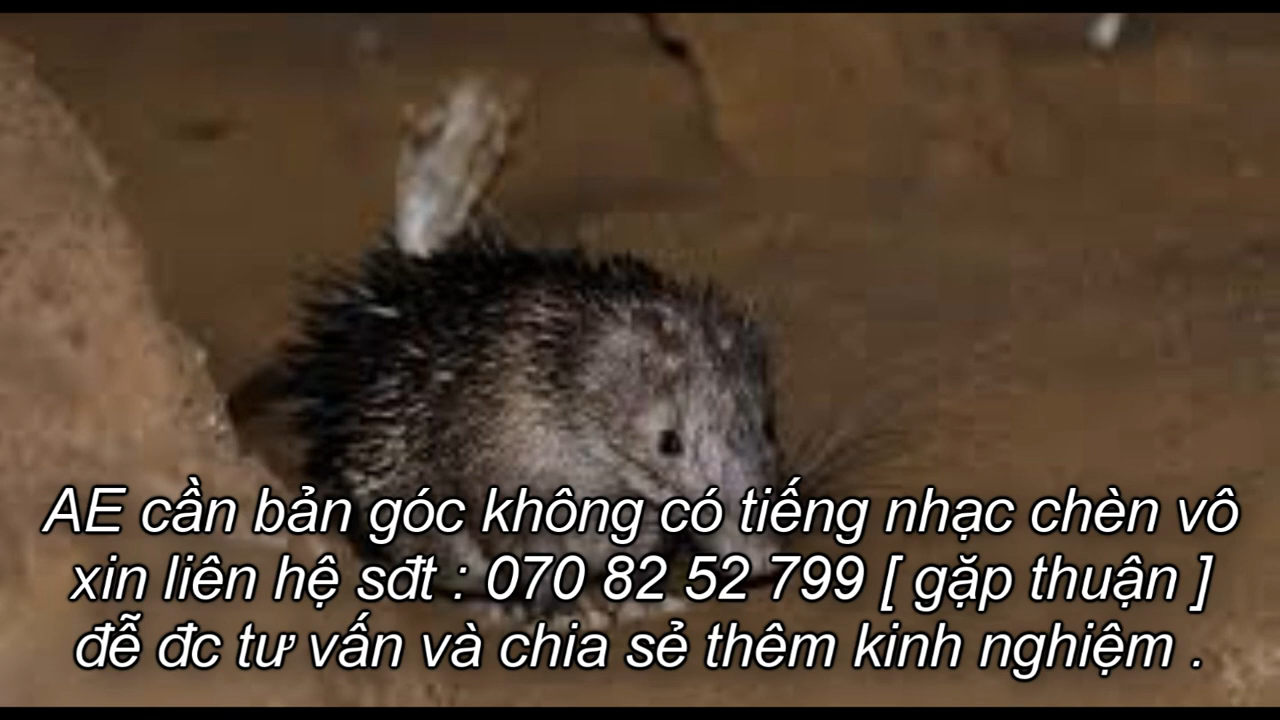 AE cần bản góc không có tiếng nhạc chèn vô
xin liên hệ sđt : 070 82 52 799 [ gặp thuận ]
đễ đc tư vấn và chia sẻ thêm kinh nghiệm .